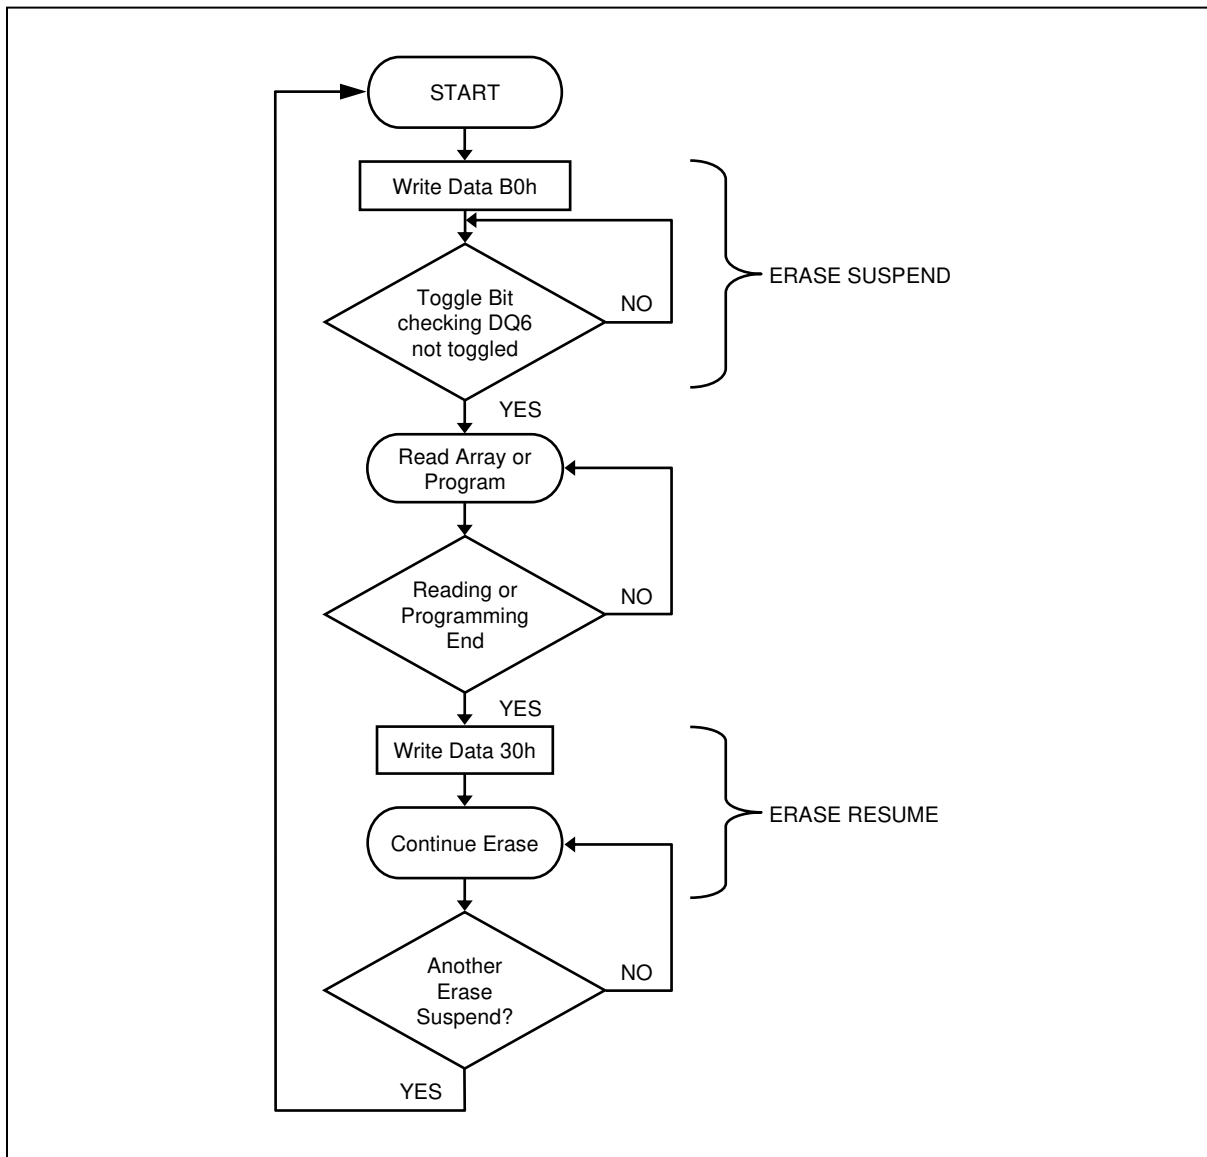 START
Write Data B0h
Toggle Bit
checking DQ6
not toggled
NO
ERASE SUSPEND
YES
Read Array or
Program
Reading or
Programming
End
NO
YES
Write Data 30h
Continue Erase
ERASE RESUME
Another
Erase
Suspend?
NO
YES